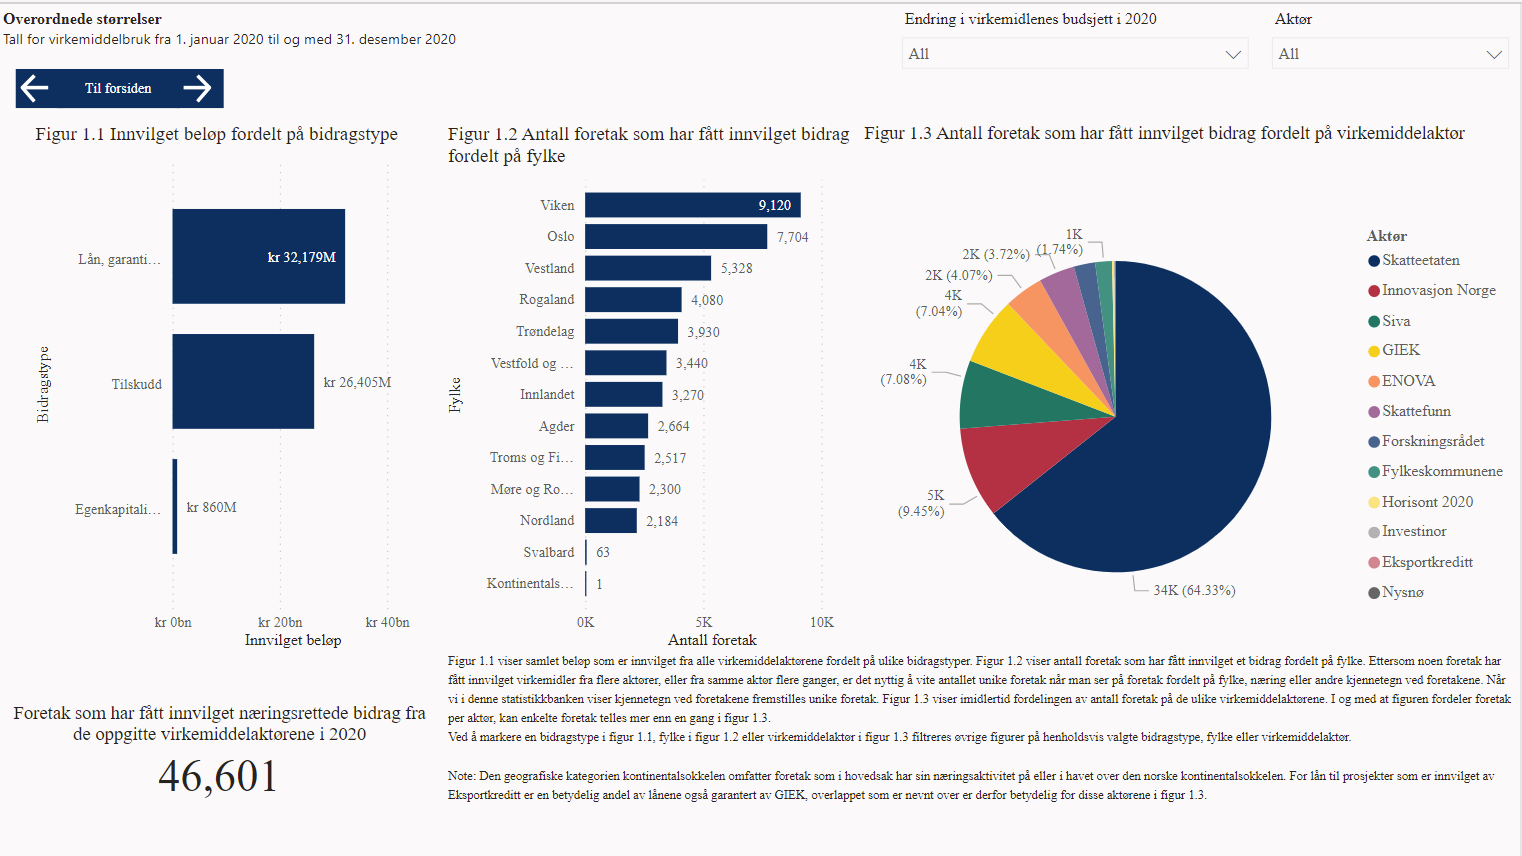 Overordnede størrelser
Tall for virkemiddelbruk fra 1. januar 2020 til og med 31. desember 2020
Endring i virkemidlenes budsjett i 2020
All
Aktør
All
Til forsiden
Figur 1.1 Innvilget beløp fordelt på bidragstype
Bidragstype
Lån, garanti…
kr 32,179M
Tilskudd
kr 26,405M
Egenkapitali…
kr 860M
kr 0bn
kr 20bn
kr 40bn
Innvilget beløp
Foretak som har fått innvilget næringsrettede bidrag fra
de oppgitte virkemiddelaktørene i 2020
46,601
Figur 1.2 Antall foretak som har fått innvilget bidrag
fordelt på fylke
Fylke
Viken
9,120
Oslo
7,704
Vestland
5,328
Rogaland
4,080
Trøndelag
3,930
Vestfold og …
3,440
Innlandet
3,270
Agder
2,664
Troms og Fi…
2,517
Møre og Ro…
2,300
Nordland
2,184
Svalbard
63
Kontinentals…
1
0K
5K
10K
Antall foretak
Figur 1.3 Antall foretak som har fått innvilget bidrag fordelt på virkemiddelaktør
1K
(1.74%)
2K (3.72%)
2K (4.07%)
4K
(7.04%)
4K
(7.08%)
5K
(9.45%)
34K (64.33%)
Aktør
Skatteetaten
Innovasjon Norge
Siva
GIEK
ENOVA
Skattefunn
Forskningsrådet
Fylkeskommunene
Horisont 2020
Investinor
Eksportkreditt
Nysnø
Figur 1.1 viser samlet beløp som er innvilget fra alle virkemiddelaktørene fordelt på ulike bidragstyper. Figur 1.2 viser antall foretak som har fått innvilget et bidrag fordelt på fylke. Ettersom noen foretak har
fått innvilget virkemidler fra flere aktører, eller fra samme aktør flere ganger, er det nyttig å vite antallet unike foretak når man ser på foretak fordelt på fylke, næring eller andre kjennetegn ved foretakene. Når
vi i denne statistikkbanken viser kjennetegn ved foretakene fremstilles unike foretak. Figur 1.3 viser imidlertid fordelingen av antall foretak på de ulike virkemiddelaktørene. I og med at figuren fordeler foretak
per aktør, kan enkelte foretak telles mer enn en gang i figur 1.3.
Ved å markere en bidragstype i figur 1.1, fylke i figur 1.2 eller virkemiddelaktør i figur 1.3 filtreres øvrige figurer på henholdsvis valgte bidragstype, fylke eller virkemiddelaktør.
Note: Den geografiske kategorien kontinentalsokkelen omfatter foretak som i hovedsak har sin næringsaktivitet på eller i havet over den norske kontinentalsokkelen. For lån til prosjekter som er innvilget av
Eksportkreditt er en betydelig andel av lånene også garantert av GIEK, overlappet som er nevnt over er derfor betydelig for disse aktørene i figur 1.3.